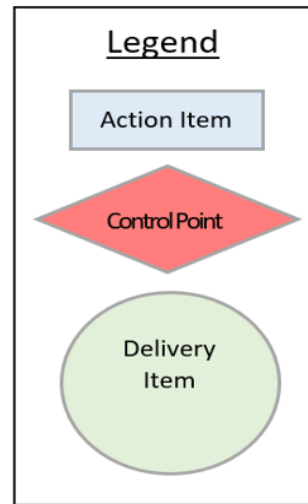 Legend
Action Item
Control Point
Delivery
Item